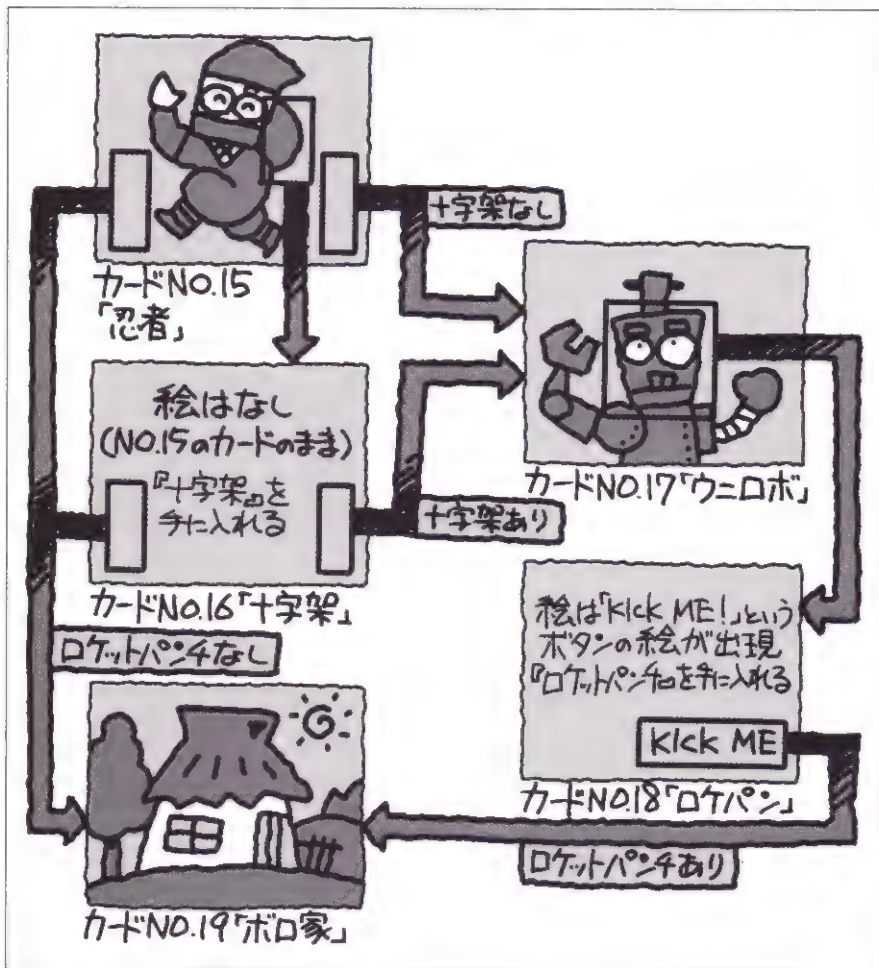 十字架なし
カードNO.15
「忍者」
絵はなし
(NO.15のカードのまま)
『十字架』を
手に入れる
カードNO.17「ウニロボ」
十字架あり
カードNO.16「十字架」
絵は「KICK ME!」という
ボタンの絵が出現
『ロケットパンチ』を手に入れる
ロケットパンチなし
KICK ME
カードNO.18「ロケパン」
ロケットパンチあり
カードNO.19「ボロ家」